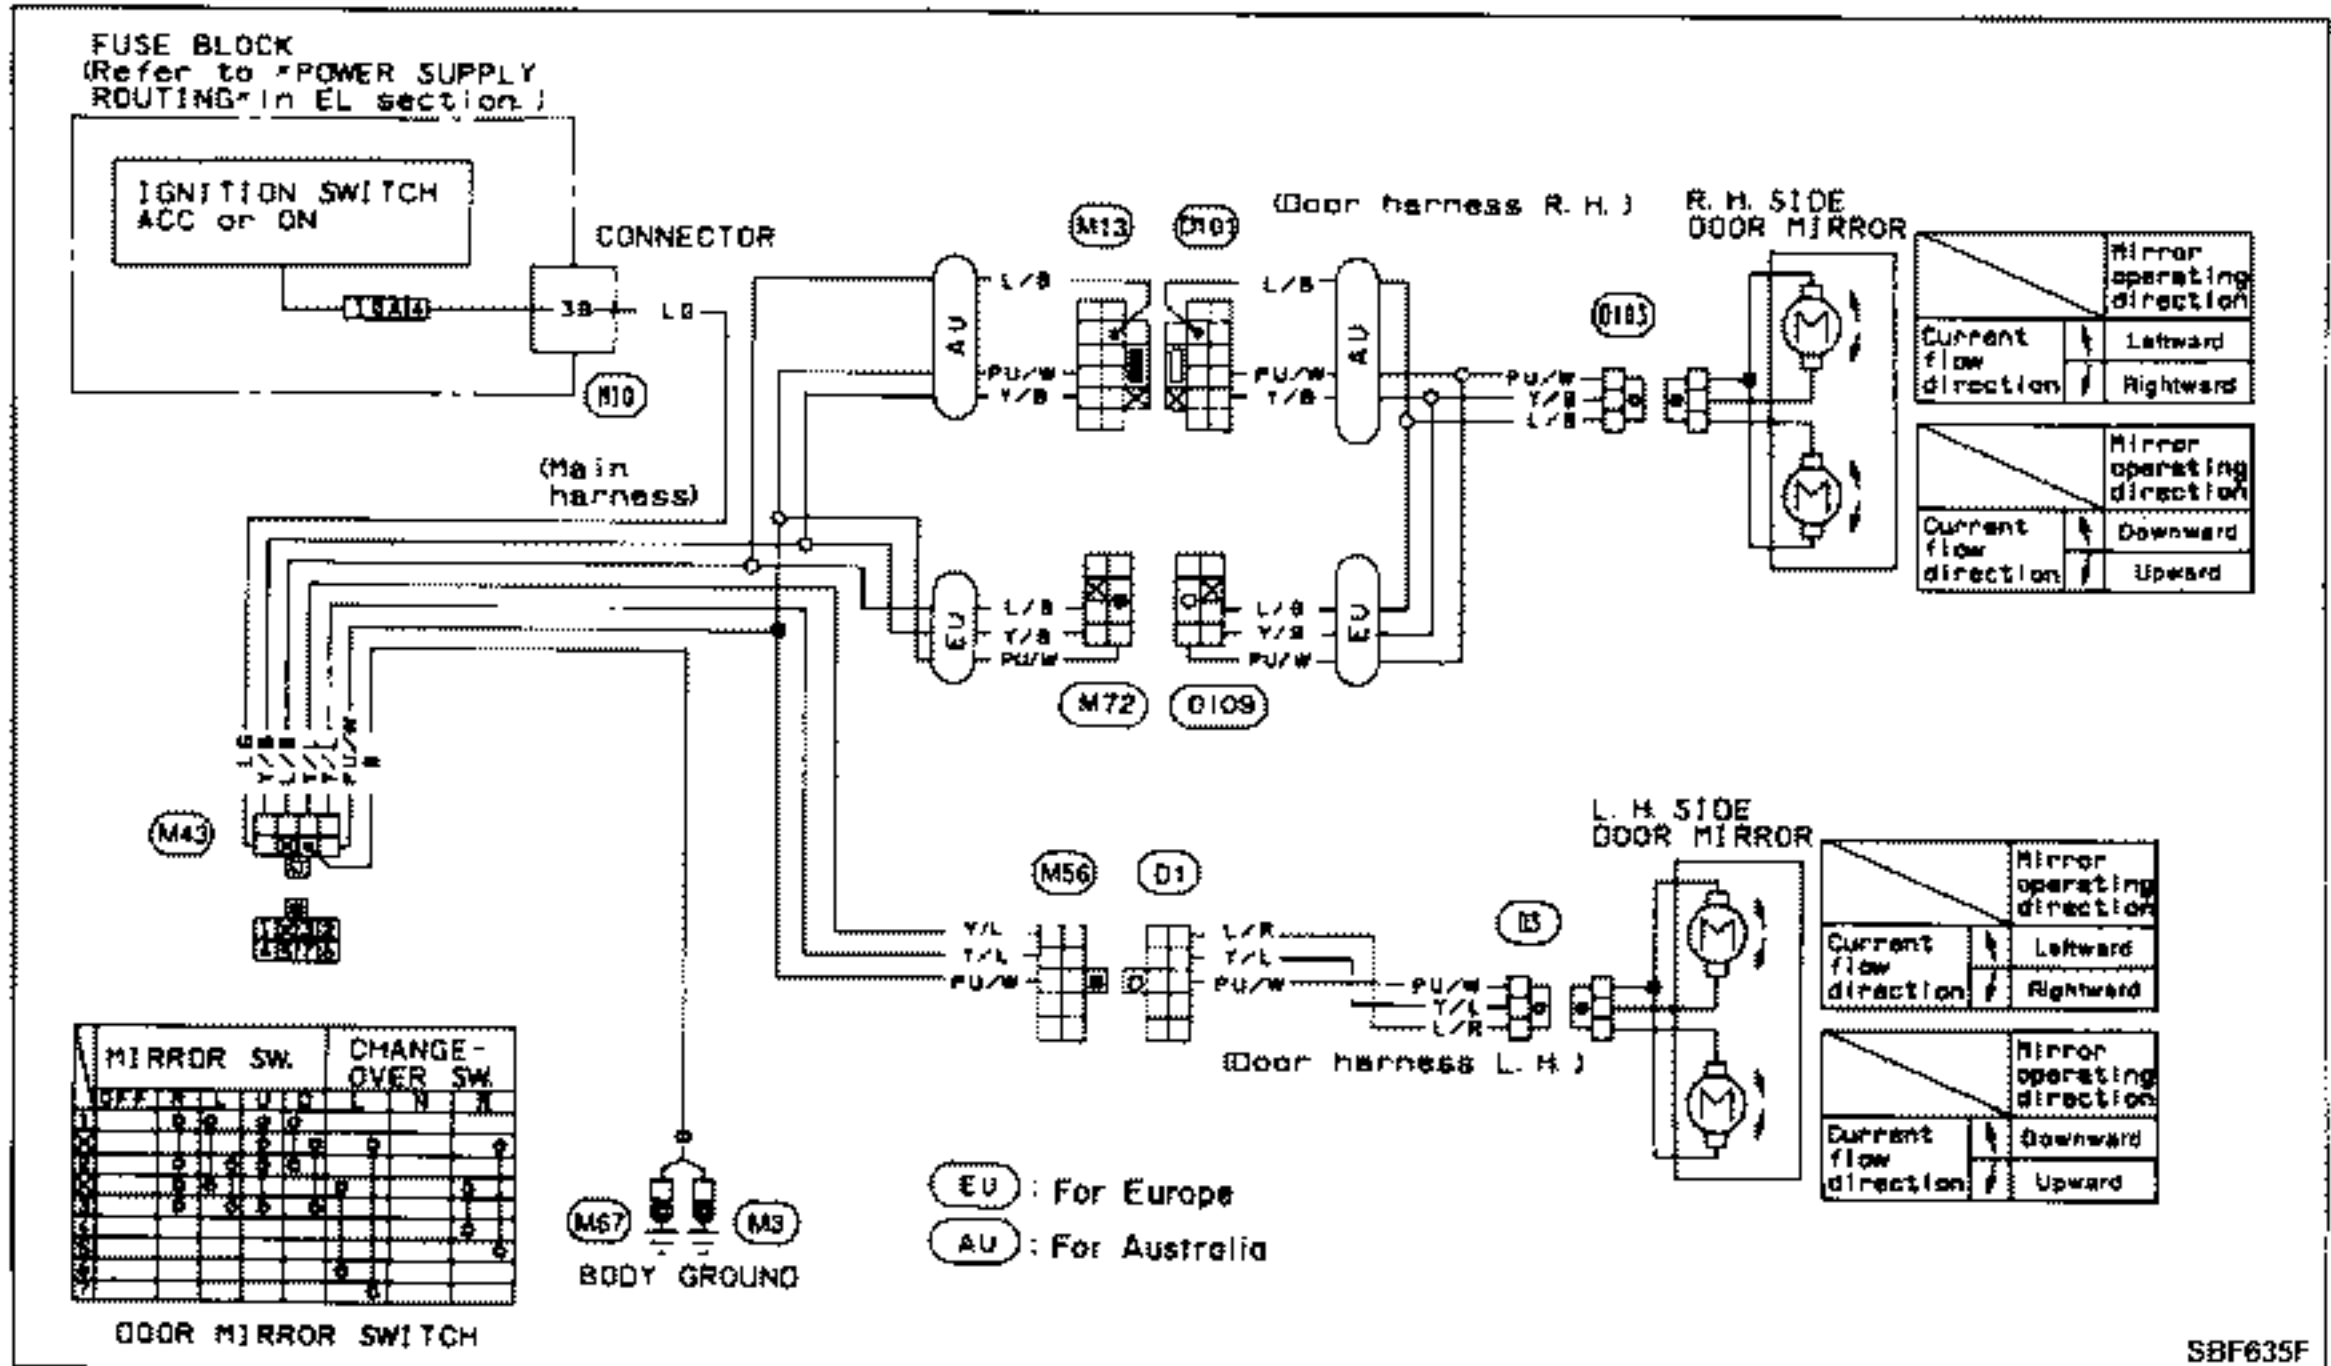 FUSE BLOCK
(Refer to "POWER SUPPLY
ROUTING" in EL section.)
IGNITION SWITCH
ACC or ON
CONNECTOR
10A
3B
LG
M10
(Main
harness)
AU
L/B
PU/W
Y/B
M13
D101
(Door harness R.H.)
L/B
PU/W
Y/B
AU
PU/W
Y/B
L/B
D103
R.H. SIDE
DOOR MIRROR
M
M
Mirror
operating
direction
Current
flow
direction
Leftward
Rightward
Mirror
operating
direction
Current
flow
direction
Downward
Upward
EU
L/B
Y/B
PU/W
M72
D109
L/B
Y/B
PU/W
EU
LG
Y/B
L/B
Y/L
PU/W
B
M43
M56
D1
Y/L
Y/L
PU/W
L/R
Y/L
PU/W
PU/W
Y/L
L/R
(Door harness L.H.)
L.H. SIDE
DOOR MIRROR
M
M
Mirror
operating
direction
Current
flow
direction
Leftward
Rightward
Mirror
operating
direction
Current
flow
direction
Downward
Upward
MIRROR SW.
CHANGE-
OVER SW.
OFF R L U D L N R
DOOR MIRROR SWITCH
M67
M3
BODY GROUND
EU : For Europe
AU : For Australia
SBF635F